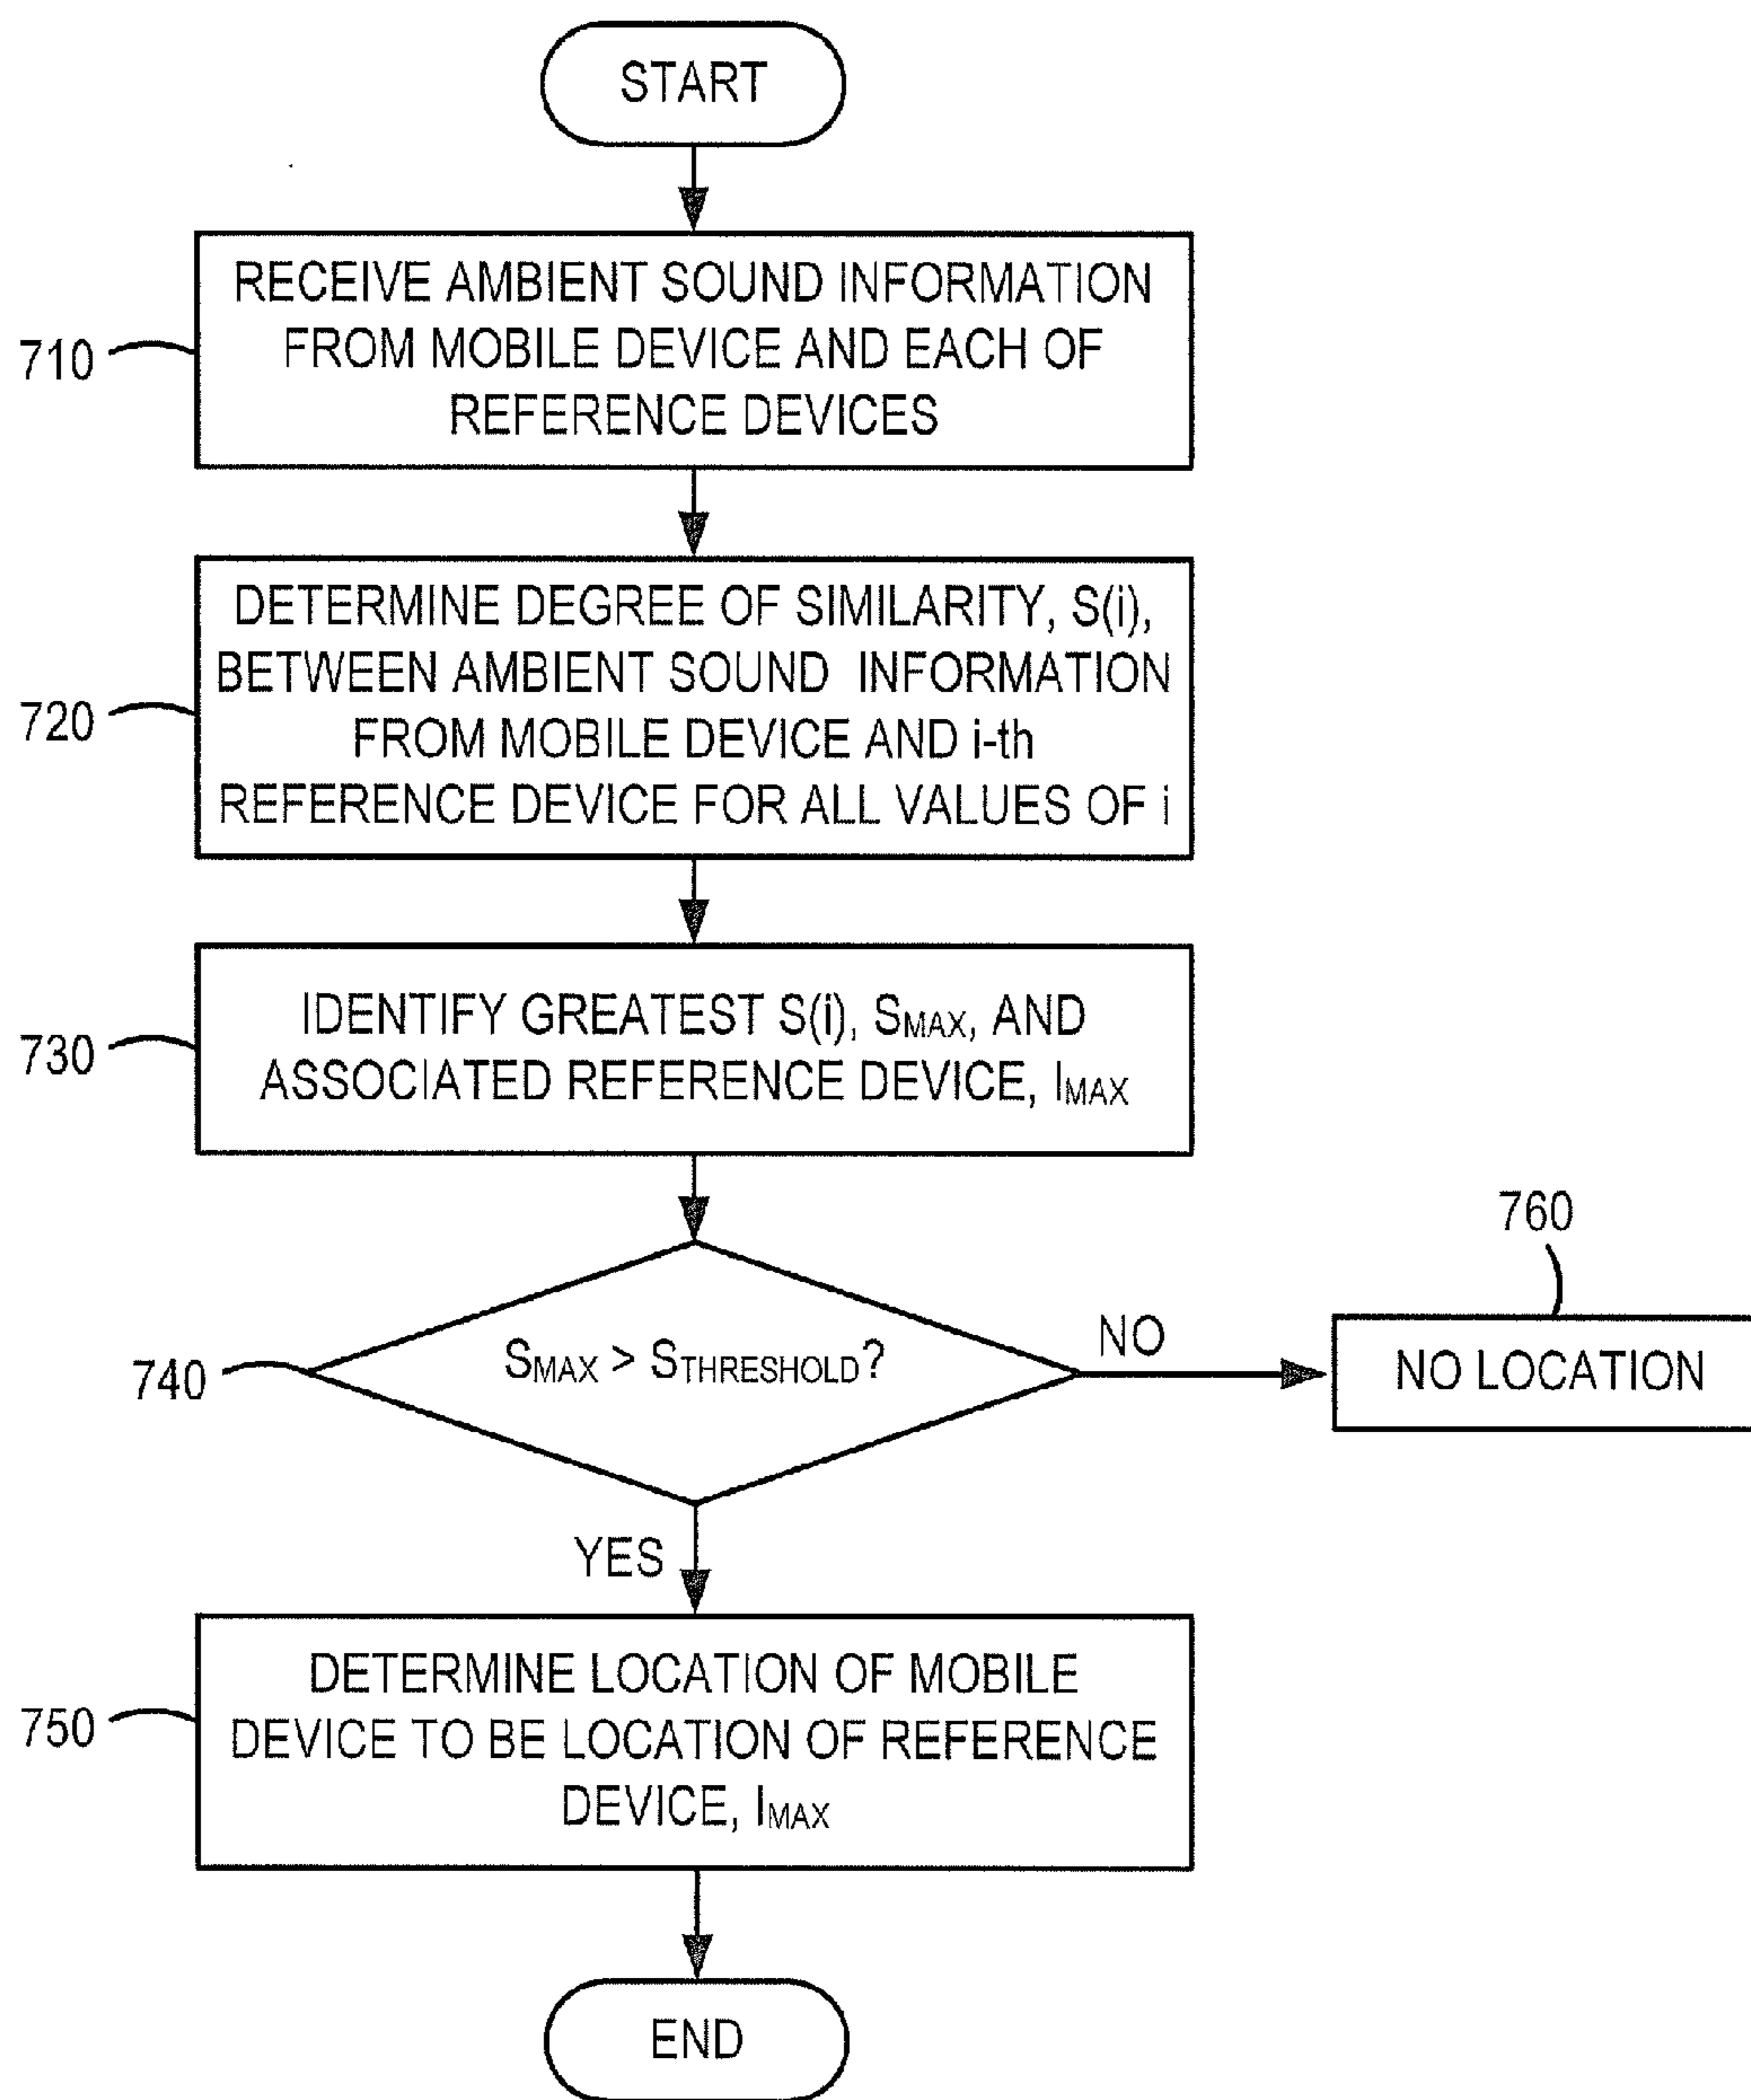 START
RECEIVE AMBIENT SOUND INFORMATION
FROM MOBILE DEVICE AND EACH OF
REFERENCE DEVICES
710
DETERMINE DEGREE OF SIMILARITY, S(i),
BETWEEN AMBIENT SOUND INFORMATION
FROM MOBILE DEVICE AND i-th
REFERENCE DEVICE FOR ALL VALUES OF i
720
IDENTIFY GREATEST S(i), SMAX, AND
ASSOCIATED REFERENCE DEVICE, IMAX
730
SMAX > STHRESHOLD?
740
NO
760
NO LOCATION
YES
DETERMINE LOCATION OF MOBILE
DEVICE TO BE LOCATION OF REFERENCE
DEVICE, IMAX
750
END